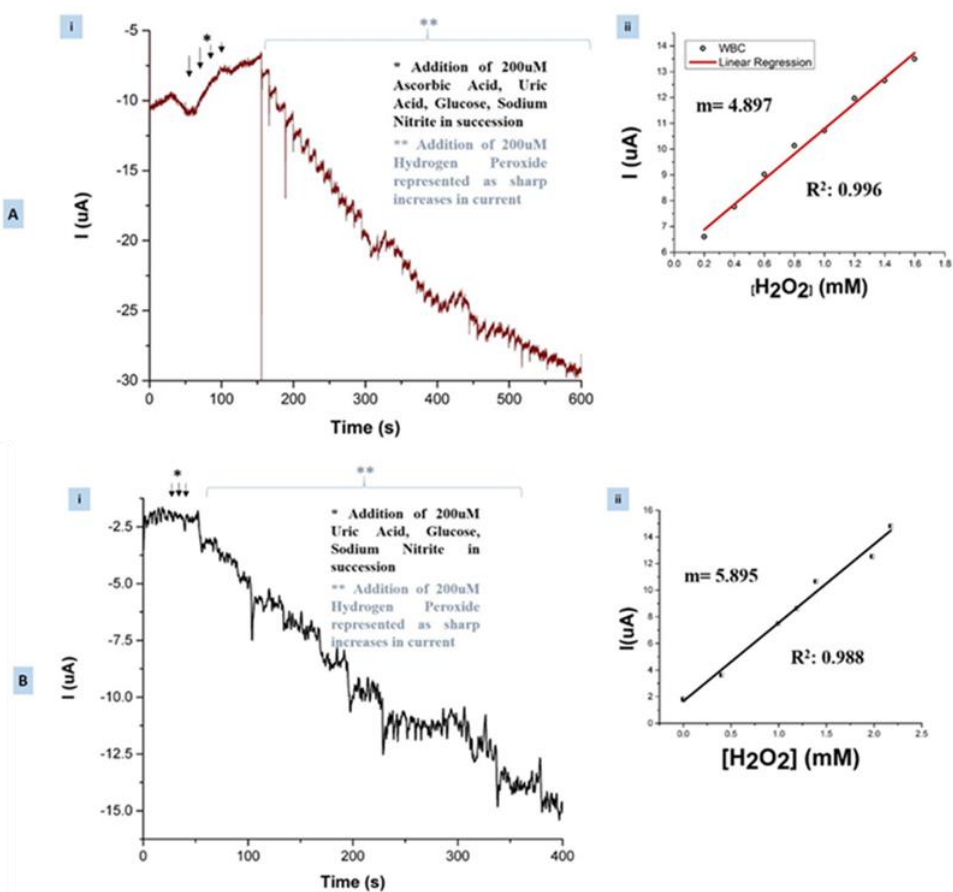 i
**
-5
-10
-15
-20
-25
-30
I (uA)
0
100
200
300
400
500
600
Time (s)
*
* Addition of 200uM
Ascorbic Acid, Uric
Acid, Glucose, Sodium
Nitrite in succession
** Addition of 200uM
Hydrogen Peroxide
represented as sharp
increases in current
A
ii
14
13
12
11
10
9
8
7
6
I (uA)
WBC
Linear Regression
m= 4.897
R²: 0.996
0.0
0.2
0.4
0.6
0.8
1.0
1.2
1.4
1.6
1.8
[H2O2] (mM)
i
*
**
-2.5
-5.0
-7.5
-10.0
-12.5
-15.0
I (uA)
* Addition of 200uM
Uric Acid, Glucose,
Sodium Nitrite in
succession
** Addition of 200uM
Hydrogen Peroxide
represented as sharp
increases in current
0
100
200
300
400
Time (s)
B
ii
16
14
12
10
8
6
4
2
0
I(uA)
m= 5.895
R²: 0.988
0.0
0.5
1.0
1.5
2.0
2.5
[H2O2] (mM)